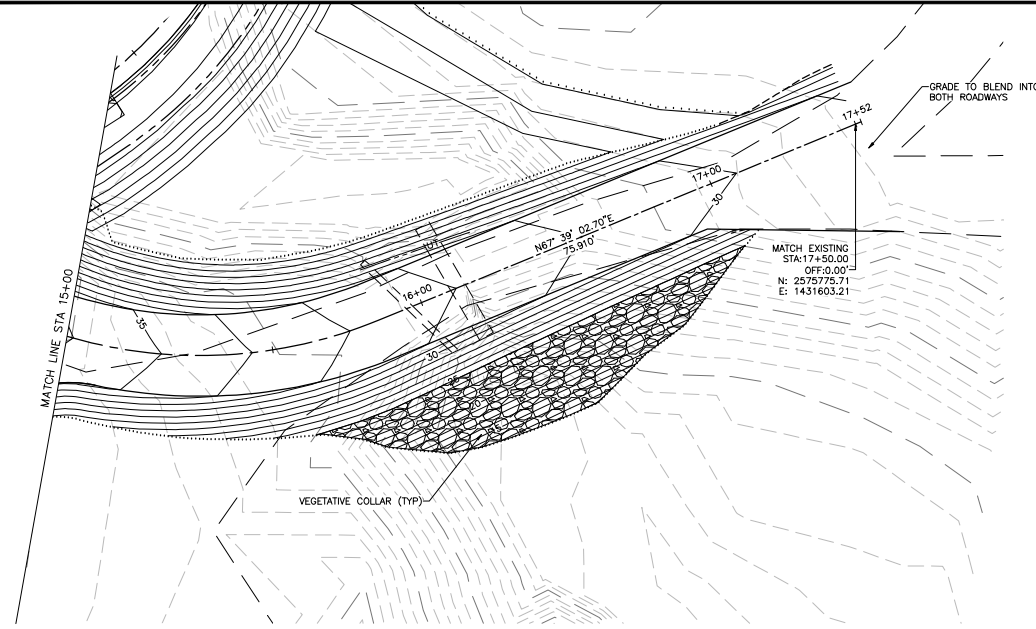 GRADE TO BLEND INTO
BOTH ROADWAYS
17+52
17+00
30
N67° 39' 02.70"E
75.910'
MATCH EXISTING
STA:17+50.00
OFF:0.00'
N: 2575775.71
E: 1431603.21
16+00
MATCH LINE STA 15+00
35
30
VEGETATIVE COLLAR (TYP)